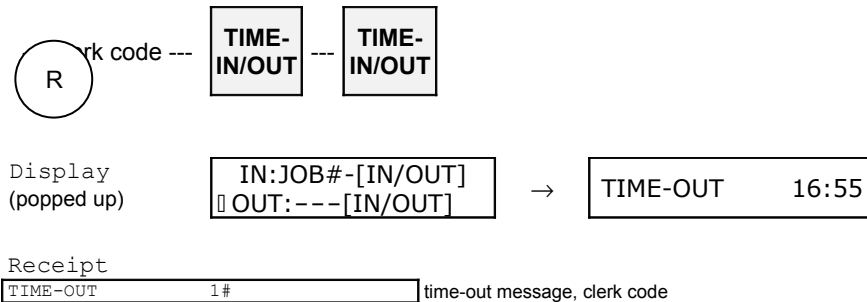 rk code --- TIME-IN/OUT --- TIME-IN/OUT
R
Display
(popped up)
IN:JOB#-[IN/OUT]
OUT:---[IN/OUT]
→
TIME-OUT 16:55
Receipt
TIME-OUT 1# time-out message, clerk code